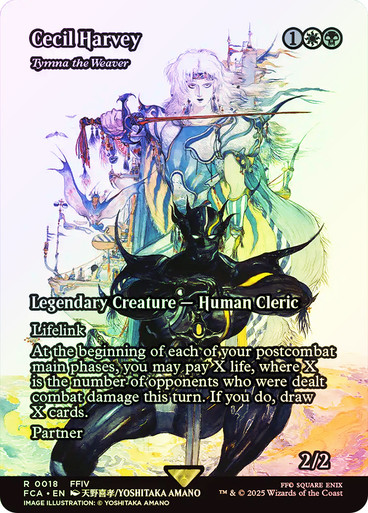 Cecil Harvey 1
Tymna the Weaver
Legendary Creature — Human Cleric
Lifelink
At the beginning of each of your postcombat
main phases, you may pay X life, where X
is the number of opponents who were dealt
combat damage this turn. If you do, draw
X cards.
Partner
2/2
R 0018 FFIV
FCA • EN 天野喜孝/YOSHITAKA AMANO
IMAGE ILLUSTRATION: © YOSHITAKA AMANO
FF© SQUARE ENIX
™ & © 2025 Wizards of the Coast